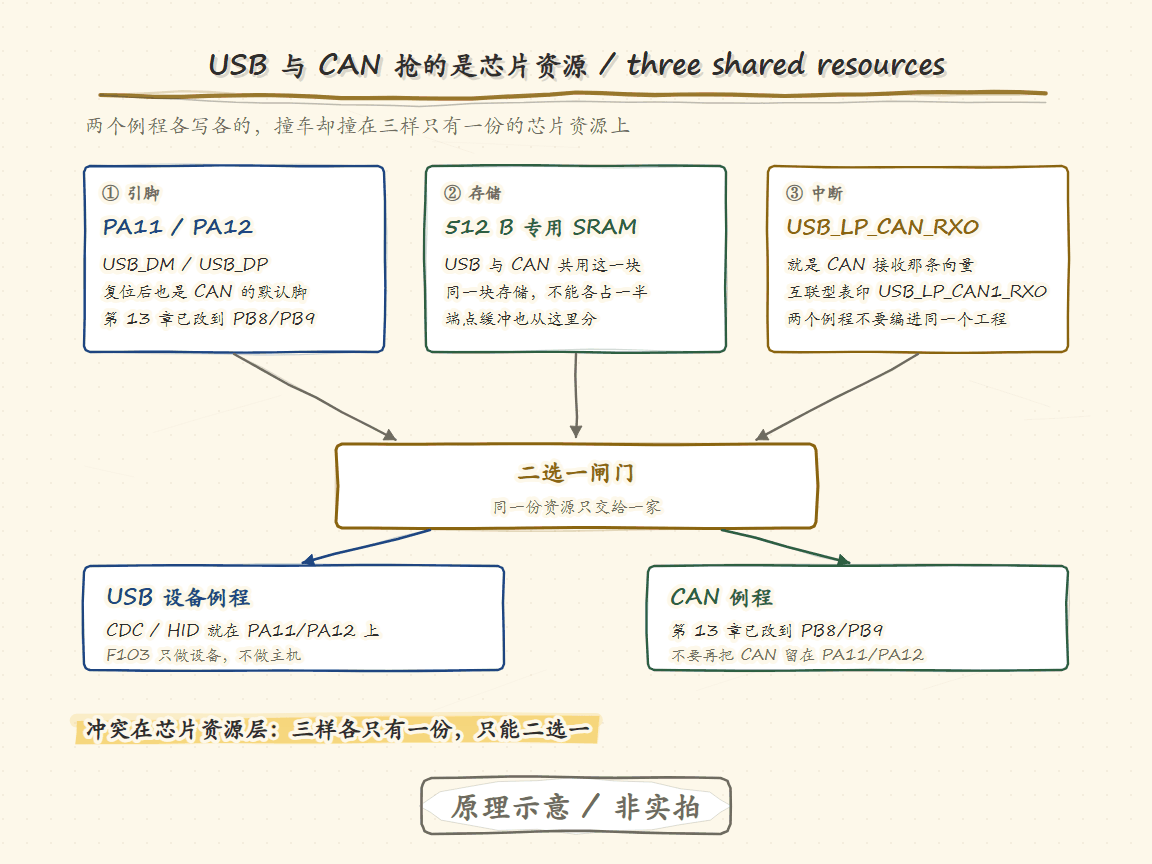 USB 与 CAN 抢的是芯片资源 / three shared resources
两个例程各写各的，撞车却撞在三样只有一份的芯片资源上
① 引脚
PA11 / PA12
USB_DM / USB_DP
复位后也是 CAN 的默认脚
第 13 章已改到 PB8/PB9
② 存储
512 B 专用 SRAM
USB 与 CAN 共用这一块
同一块存储，不能各占一半
端点缓冲也从这里分
③ 中断
USB_LP_CAN_RX0
就是 CAN 接收那条向量
互联型表印 USB_LP_CAN1_RX0
两个例程不要编进同一个工程
二选一闸门
同一份资源只交给一家
USB 设备例程
CDC / HID 就在 PA11/PA12 上
F103 只做设备，不做主机
CAN 例程
第 13 章已改到 PB8/PB9
不要再把 CAN 留在 PA11/PA12
冲突在芯片资源层：三样各只有一份，只能二选一
原理示意 / 非实拍